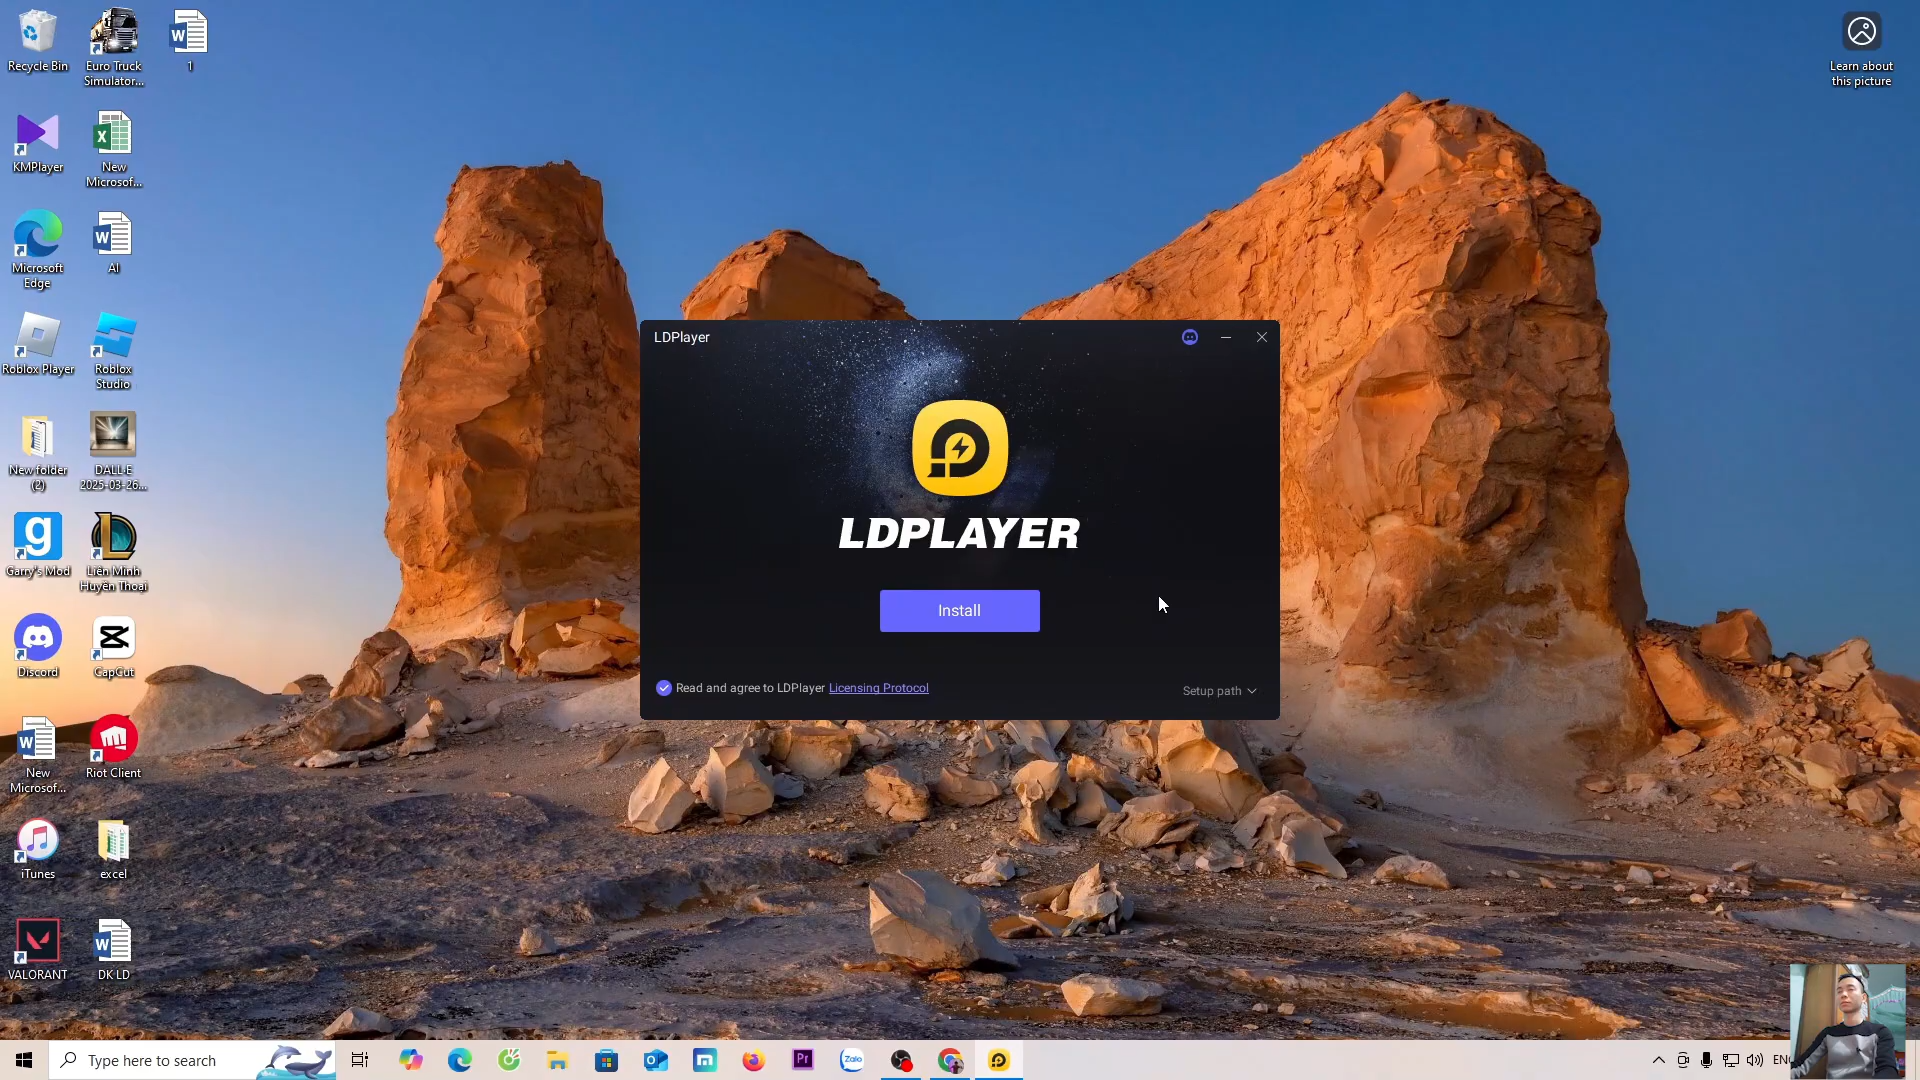 Recycle Bin
Euro Truck
Simulator...
1
KMPlayer
New
Microsof...
Microsoft
Edge
AI
Roblox Player
Roblox
Studio
New folder
(2)
DALL·E
2025-03-26...
Garry's Mod
Liên Minh
Huyền Thoại
Discord
CapCut
New
Microsof...
Riot Client
iTunes
excel
VALORANT
DK LD
Learn about
this picture
LDPlayer
LDPLAYER
Install
Read and agree to LDPlayer Licensing Protocol
Setup path
Type here to search
Pr
Zalo